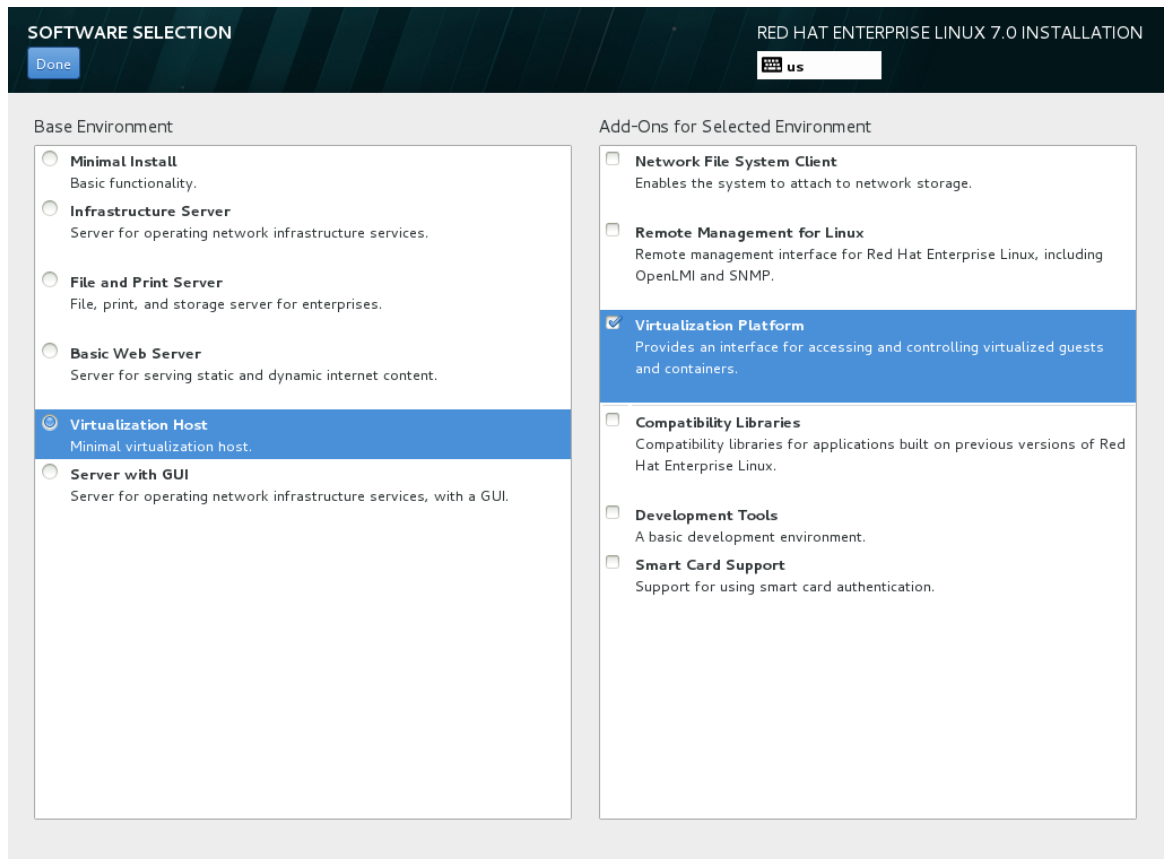 SOFTWARE SELECTION
Done
RED HAT ENTERPRISE LINUX 7.0 INSTALLATION
us
Base Environment
Minimal Install
Basic functionality.
Infrastructure Server
Server for operating network infrastructure services.
File and Print Server
File, print, and storage server for enterprises.
Basic Web Server
Server for serving static and dynamic internet content.
Virtualization Host
Minimal virtualization host.
Server with GUI
Server for operating network infrastructure services, with a GUI.
Add-Ons for Selected Environment
Network File System Client
Enables the system to attach to network storage.
Remote Management for Linux
Remote management interface for Red Hat Enterprise Linux, including
OpenLMI and SNMP.
Virtualization Platform
Provides an interface for accessing and controlling virtualized guests
and containers.
Compatibility Libraries
Compatibility libraries for applications built on previous versions of Red
Hat Enterprise Linux.
Development Tools
A basic development environment.
Smart Card Support
Support for using smart card authentication.